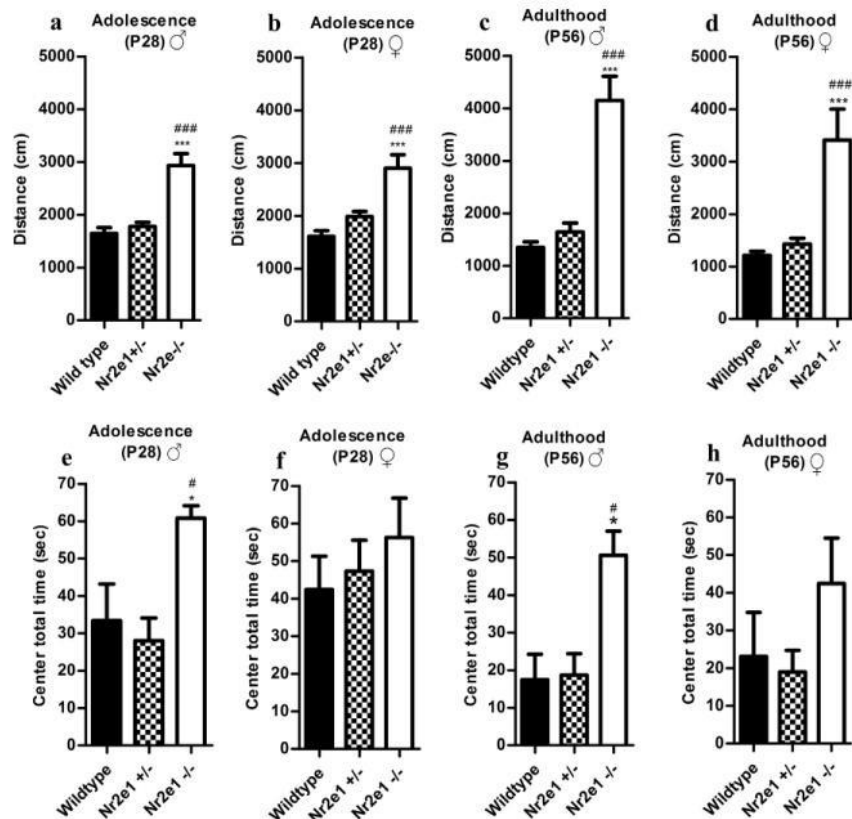 a Adolescence
(P28) ♂
Distance (cm)
5000
4000
3000
2000
1000
0
###
***
Wild type
Nr2e1+/-
Nr2e-/-
b Adolescence
(P28) ♀
Distance (cm)
5000
4000
3000
2000
1000
0
###
***
Wild type
Nr2e1+/-
Nr2e-/-
c Adulthood
(P56) ♂
Distance (cm)
5000
4000
3000
2000
1000
0
###
***
Wildtype
Nr2e1 +/-
Nr2e1 -/-
d Adulthood
(P56) ♀
Distance (cm)
5000
4000
3000
2000
1000
0
###
***
Wildtype
Nr2e1 +/-
Nr2e1 -/-
e Adolescence
(P28) ♂
Center total time (sec)
70
60
50
40
30
20
10
0
#
*
Wildtype
Nr2e1 +/-
Nr2e1 -/-
f Adolescence
(P28) ♀
Center total time (sec)
70
60
50
40
30
20
10
0
Wildtype
Nr2e1 +/-
Nr2e1 -/-
g Adulthood
(P56) ♂
Center total time (sec)
70
60
50
40
30
20
10
0
#
*
Wildtype
Nr2e1 +/-
Nr2e1 -/-
h Adulthood
(P56) ♀
Center total time (sec)
70
60
50
40
30
20
10
0
Wildtype
Nr2e1 +/-
Nr2e1 -/-